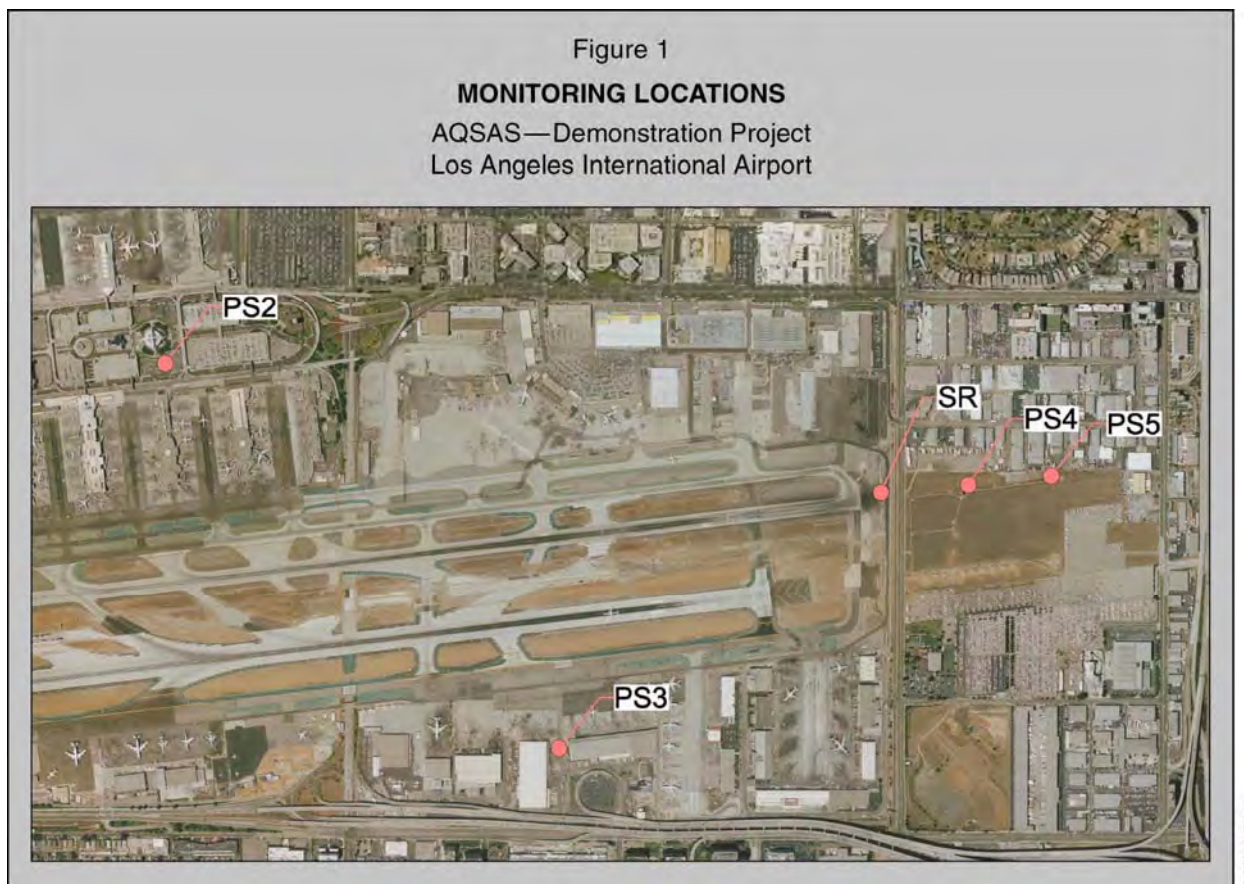 Figure 1
MONITORING LOCATIONS
AQSAS—Demonstration Project
Los Angeles International Airport
PS2
SR
PS4
PS5
PS3